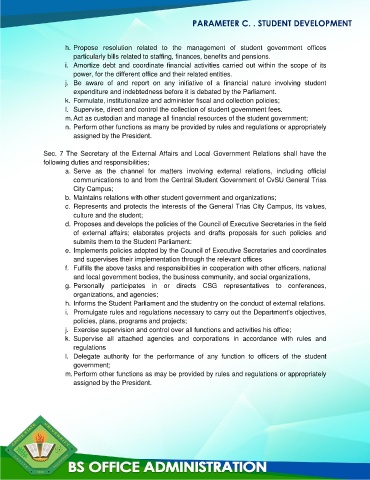 PARAMETER C. . STUDENT DEVELOPMENT
h. Propose resolution related to the management of student government offices
particularly bills related to staffing, finances, benefits and pensions.
i. Amortize debt and coordinate financial activities carried out within the scope of its
power, for the different office and their related entities.
j. Be aware of and report on any initiative of a financial nature involving student
expenditure and indebtedness before it is debated by the Parliament.
k. Formulate, institutionalize and administer fiscal and collection policies;
l. Supervise, direct and control the collection of student government fees.
m. Act as custodian and manage all financial resources of the student government;
n. Perform other functions as many be provided by rules and regulations or appropriately
assigned by the President.
Sec. 7 The Secretary of the External Affairs and Local Government Relations shall have the
following duties and responsibilities;
a. Serve as the channel for matters involving external relations, including official
communications to and from the Central Student Government of CvSU General Trias
City Campus;
b. Maintains relations with other student government and organizations;
c. Represents and protects the interests of the General Trias City Campus, its values,
culture and the student;
d. Proposes and develops the policies of the Council of Executive Secretaries in the field
of external affairs; elaborates projects and drafts proposals for such policies and
submits them to the Student Parliament;
e. Implements policies adopted by the Council of Executive Secretaries and coordinates
and supervises their implementation through the relevant offices
f. Fulfills the above tasks and responsibilities in cooperation with other officers, national
and local government bodies, the business community, and social organizations,
g. Personally participates in or directs CSG representatives to conferences,
organizations, and agencies;
h. Informs the Student Parliament and the studentry on the conduct of external relations.
i. Promulgate rules and regulations necessary to carry out the Department's objectives,
policies, plans, programs and projects;
j. Exercise supervision and control over all functions and activities his office;
k. Supervise all attached agencies and corporations in accordance with rules and
regulations
l. Delegate authority for the performance of any function to officers of the student
government;
m. Perform other functions as may be provided by rules and regulations or appropriately
assigned by the President.
BS OFFICE ADMINISTRATION